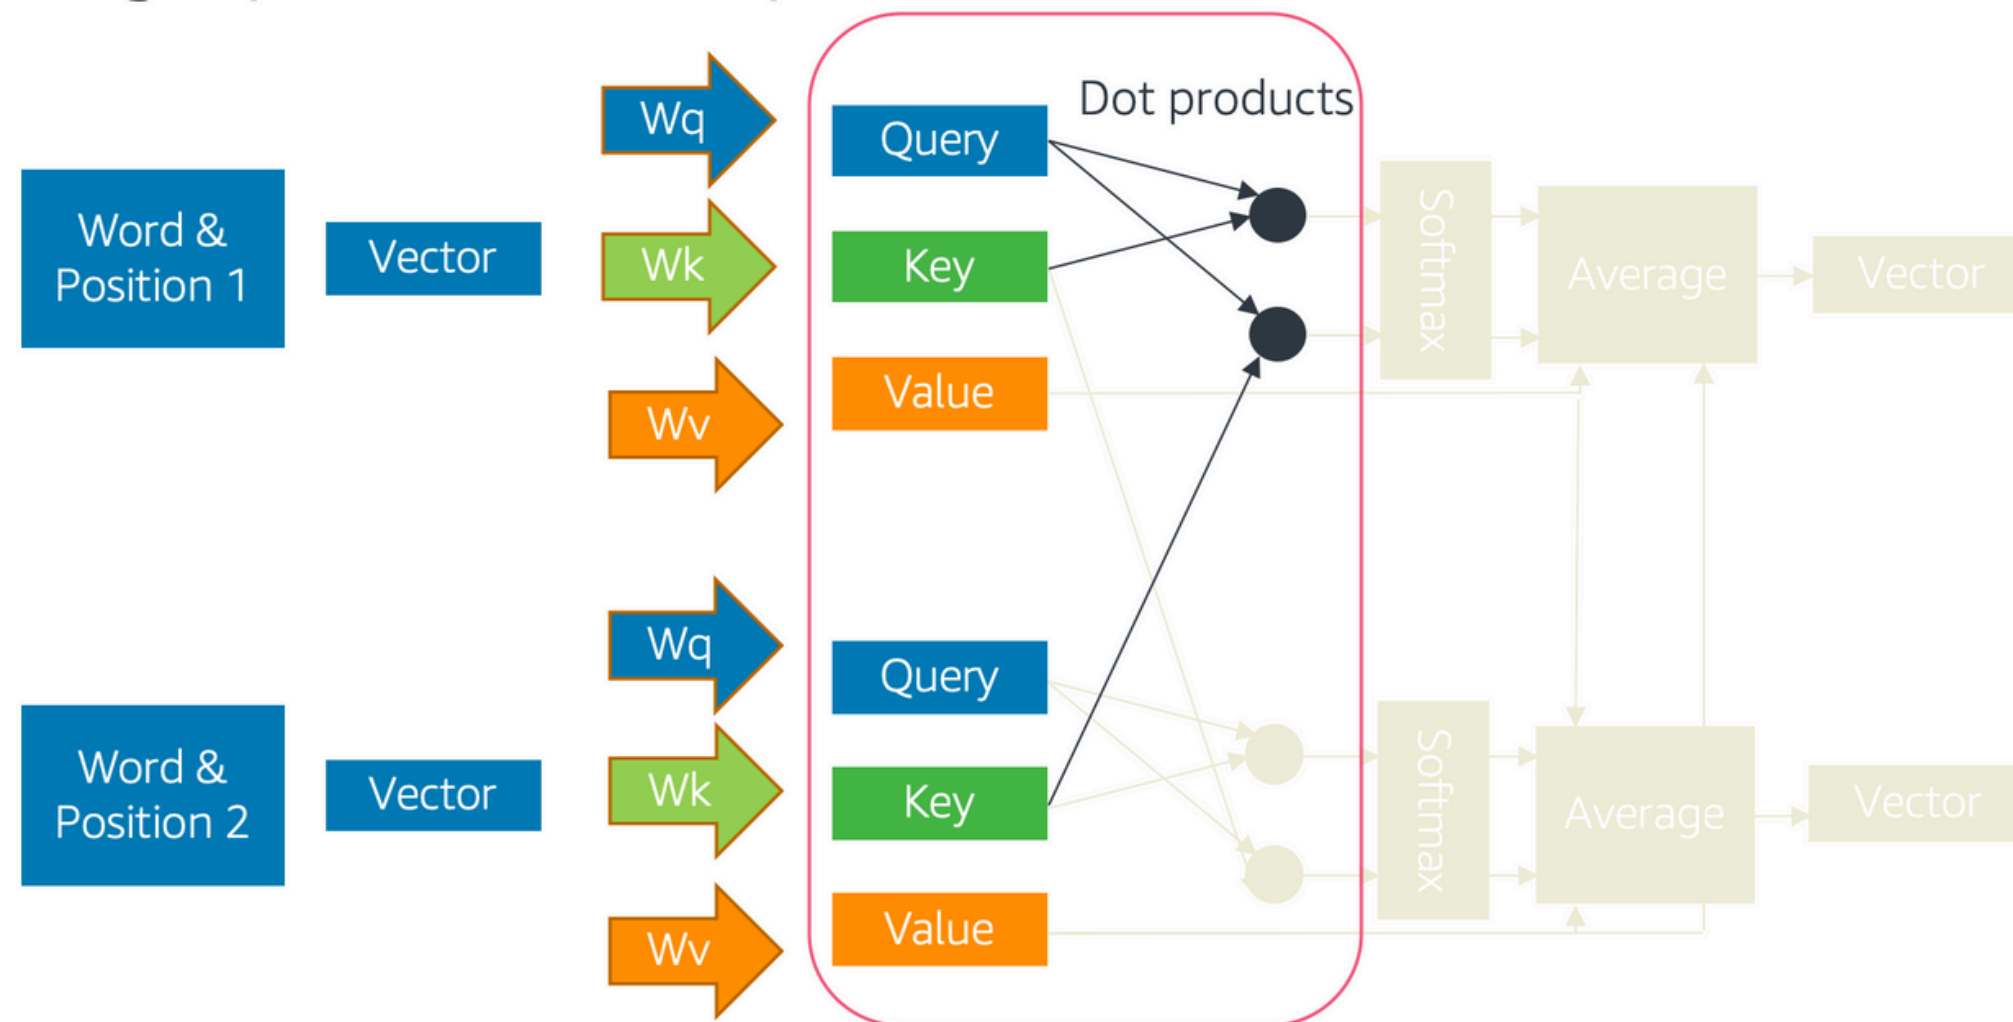 Dot products
Wq
Query
Word &
Position 1
Vector
Wk
Key
Softmax
Average
Vector
Wv
Value
Wq
Query
Word &
Position 2
Vector
Wk
Key
Softmax
Average
Vector
Wv
Value